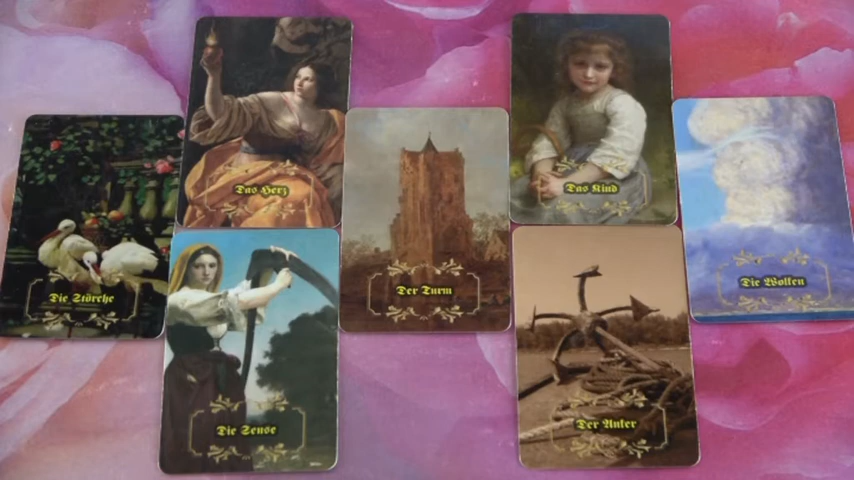 Das Herz
Das Kind
Die Störche
Der Turm
Die Wolken
Die Sense
Der Anker